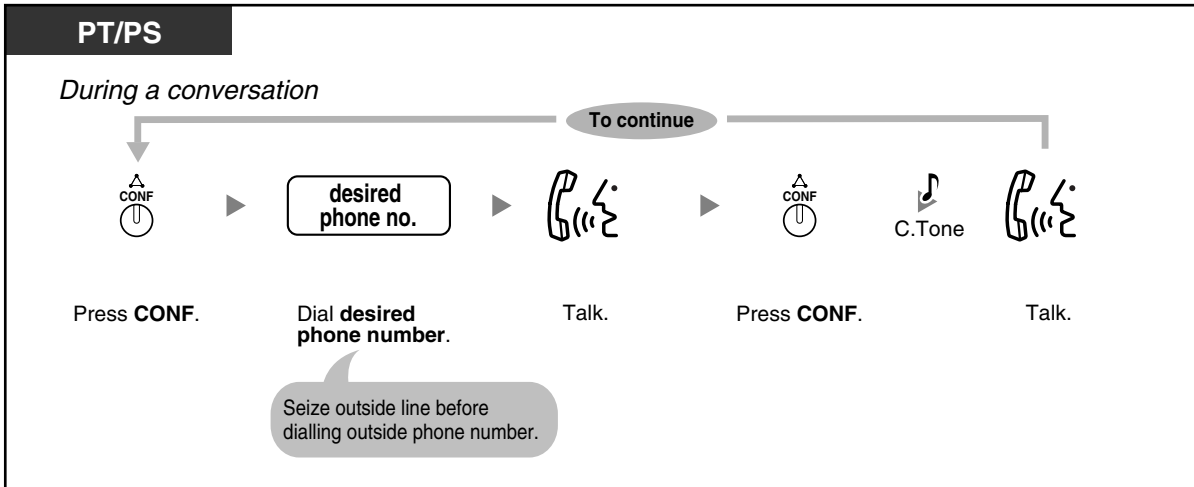 PT/PS
During a conversation
To continue
CONF
desired
phone no.
CONF
C.Tone
Press CONF.
Dial desired
phone number.
Talk.
Press CONF.
Talk.
Seize outside line before
dialling outside phone number.